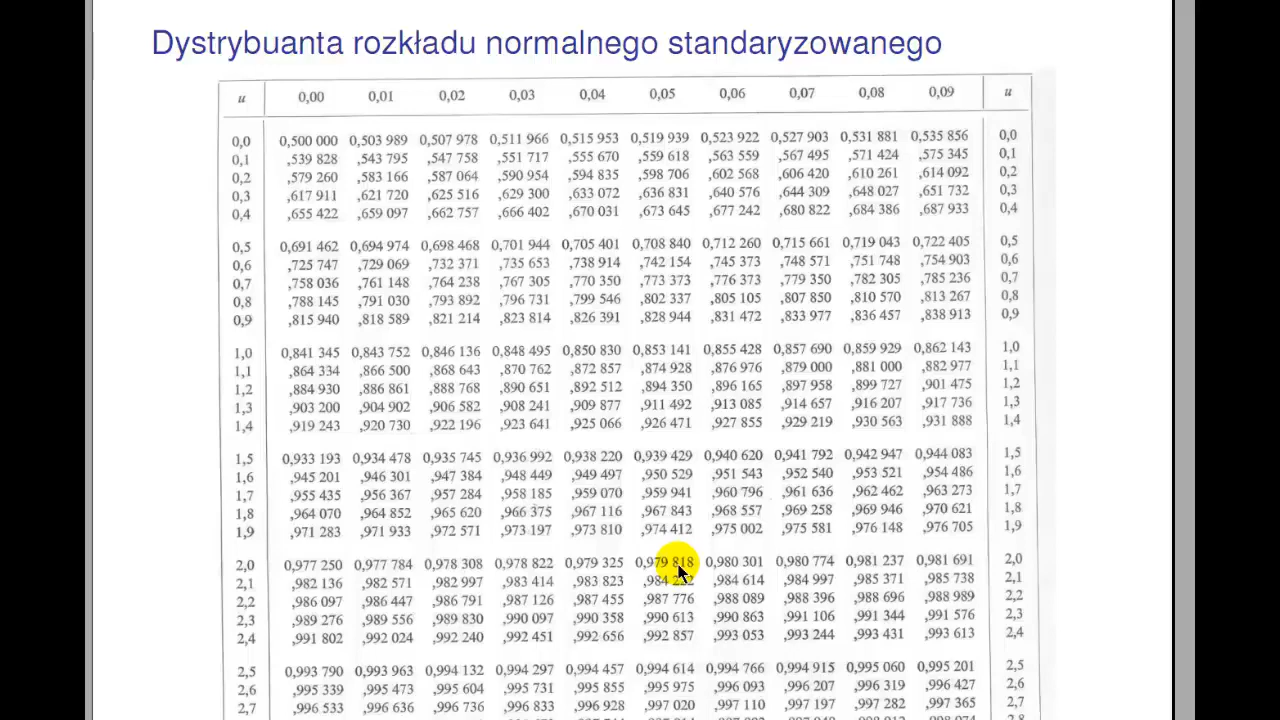 Dystrybuanta rozkładu normalnego standaryzowanego
u 0,00 0,01 0,02 0,03 0,04 0,05 0,06 0,07 0,08 0,09 u
0,0 0,500 000 0,503 989 0,507 978 0,511 966 0,515 953 0,519 939 0,523 922 0,527 903 0,531 881 0,535 856 0,0
0,1 ,539 828 ,543 795 ,547 758 ,551 717 ,555 670 ,559 618 ,563 559 ,567 495 ,571 424 ,575 345 0,1
0,2 ,579 260 ,583 166 ,587 064 ,590 954 ,594 835 ,598 706 ,602 568 ,606 420 ,610 261 ,614 092 0,2
0,3 ,617 911 ,621 720 ,625 516 ,629 300 ,633 072 ,636 831 ,640 576 ,644 309 ,648 027 ,651 732 0,3
0,4 ,655 422 ,659 097 ,662 757 ,666 402 ,670 031 ,673 645 ,677 242 ,680 822 ,684 386 ,687 933 0,4
0,5 0,691 462 0,694 974 0,698 468 0,701 944 0,705 401 0,708 840 0,712 260 0,715 661 0,719 043 0,722 405 0,5
0,6 ,725 747 ,729 069 ,732 371 ,735 653 ,738 914 ,742 154 ,745 373 ,748 571 ,751 748 ,754 903 0,6
0,7 ,758 036 ,761 148 ,764 238 ,767 305 ,770 350 ,773 373 ,776 373 ,779 350 ,782 305 ,785 236 0,7
0,8 ,788 145 ,791 030 ,793 892 ,796 731 ,799 546 ,802 337 ,805 105 ,807 850 ,810 570 ,813 267 0,8
0,9 ,815 940 ,818 589 ,821 214 ,823 814 ,826 391 ,828 944 ,831 472 ,833 977 ,836 457 ,838 913 0,9
1,0 0,841 345 0,843 752 0,846 136 0,848 495 0,850 830 0,853 141 0,855 428 0,857 690 0,859 929 0,862 143 1,0
1,1 ,864 334 ,866 500 ,868 643 ,870 762 ,872 857 ,874 928 ,876 976 ,879 000 ,881 000 ,882 977 1,1
1,2 ,884 930 ,886 861 ,888 768 ,890 651 ,892 512 ,894 350 ,896 165 ,897 958 ,899 727 ,901 475 1,2
1,3 ,903 200 ,904 902 ,906 582 ,908 241 ,909 877 ,911 492 ,913 085 ,914 657 ,916 207 ,917 736 1,3
1,4 ,919 243 ,920 730 ,922 196 ,923 641 ,925 066 ,926 471 ,927 855 ,929 219 ,930 563 ,931 888 1,4
1,5 0,933 193 0,934 478 0,935 745 0,936 992 0,938 220 0,939 429 0,940 620 0,941 792 0,942 947 0,944 083 1,5
1,6 ,945 201 ,946 301 ,947 384 ,948 449 ,949 497 ,950 529 ,951 543 ,952 540 ,953 521 ,954 486 1,6
1,7 ,955 435 ,956 367 ,957 284 ,958 185 ,959 070 ,959 941 ,960 796 ,961 636 ,962 462 ,963 273 1,7
1,8 ,964 070 ,964 852 ,965 620 ,966 375 ,967 116 ,967 843 ,968 557 ,969 258 ,969 946 ,970 621 1,8
1,9 ,971 283 ,971 933 ,972 571 ,973 197 ,973 810 ,974 412 ,975 002 ,975 581 ,976 148 ,976 705 1,9
2,0 0,977 250 0,977 784 0,978 308 0,978 822 0,979 325 0,979 818 0,980 301 0,980 774 0,981 237 0,981 691 2,0
2,1 ,982 136 ,982 571 ,982 997 ,983 414 ,983 823 ,984 222 ,984 614 ,984 997 ,985 371 ,985 738 2,1
2,2 ,986 097 ,986 447 ,986 791 ,987 126 ,987 455 ,987 776 ,988 089 ,988 396 ,988 696 ,988 989 2,2
2,3 ,989 276 ,989 556 ,989 830 ,990 097 ,990 358 ,990 613 ,990 863 ,991 106 ,991 344 ,991 576 2,3
2,4 ,991 802 ,992 024 ,992 240 ,992 451 ,992 656 ,992 857 ,993 053 ,993 244 ,993 431 ,993 613 2,4
2,5 0,993 790 0,993 963 0,994 132 0,994 297 0,994 457 0,994 614 0,994 766 0,994 915 0,995 060 0,995 201 2,5
2,6 ,995 339 ,995 473 ,995 604 ,995 731 ,995 855 ,995 975 ,996 093 ,996 207 ,996 319 ,996 427 2,6
2,7 ,996 533 ,996 636 ,996 736 ,996 833 ,996 928 ,997 020 ,997 110 ,997 197 ,997 282 ,997 365 2,7